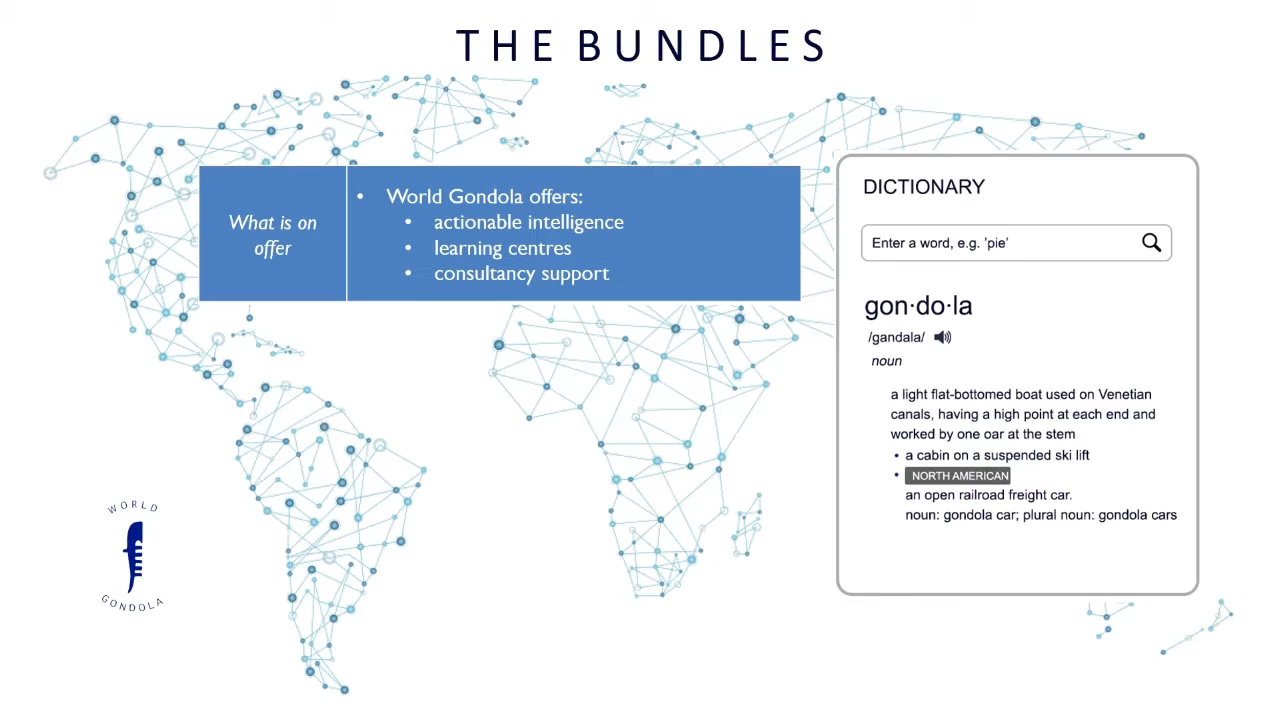 THE BUNDLES
What is on
offer
• World Gondola offers:
• actionable intelligence
• learning centres
• consultancy support
DICTIONARY
Enter a word, e.g. 'pie'
gon·do·la
/gandala/
noun
a light flat-bottomed boat used on Venetian
canals, having a high point at each end and
worked by one oar at the stem
• a cabin on a suspended ski lift
• NORTH AMERICAN
an open railroad freight car.
noun: gondola car; plural noun: gondola cars
WORLD
GONDOLA